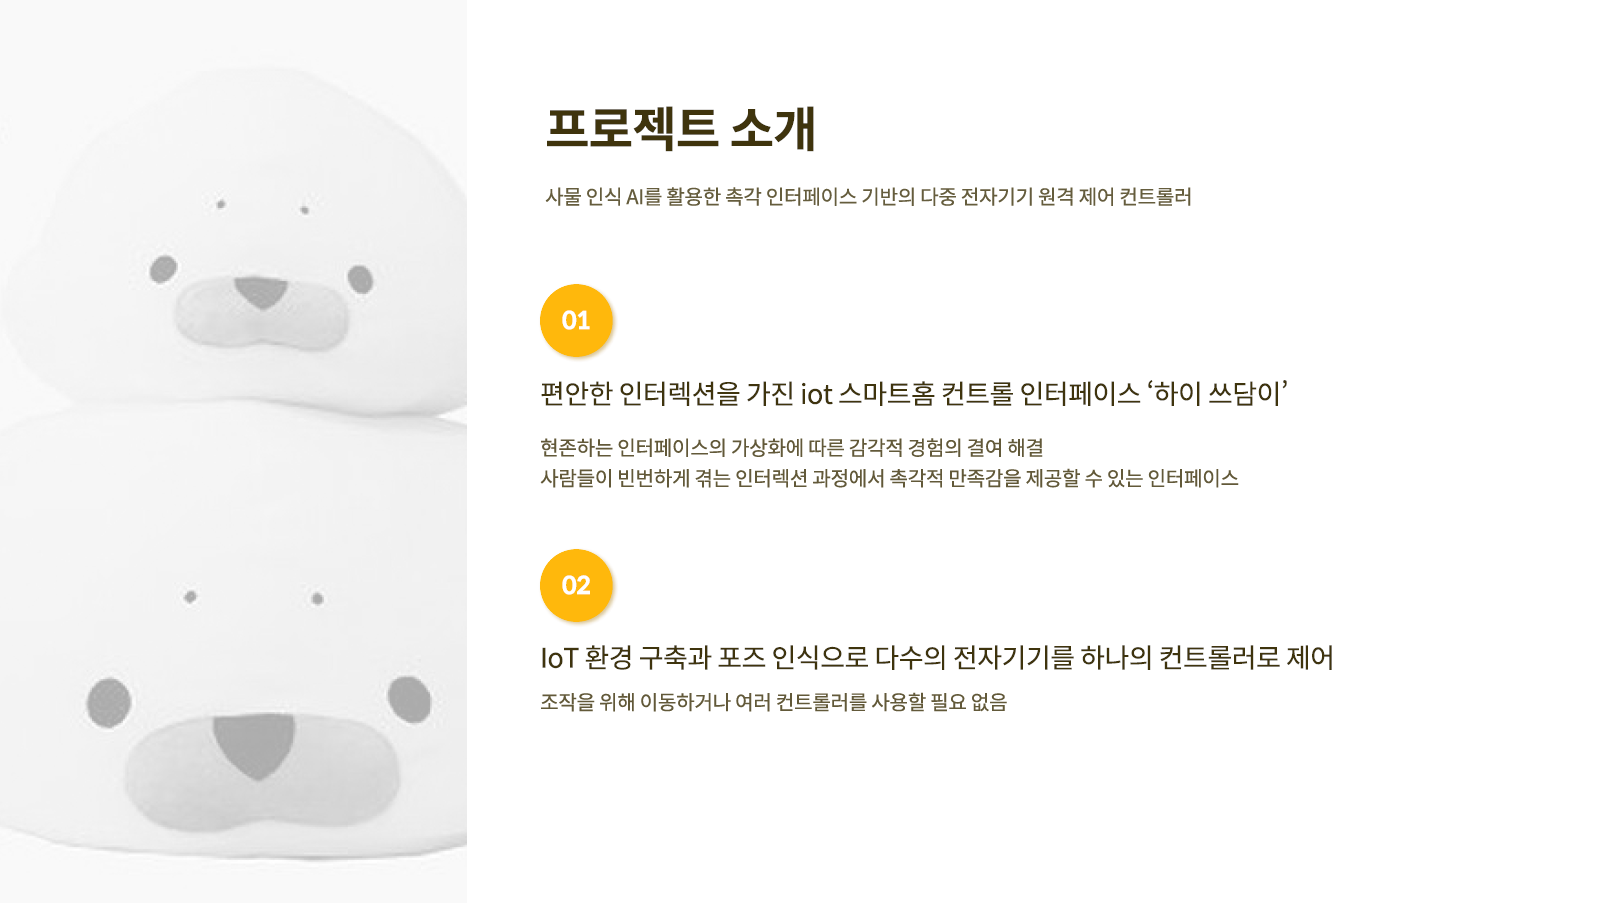 프로젝트 소개
사물 인식 AI를 활용한 촉각 인터페이스 기반의 다중 전자기기 원격 제어 컨트롤러
01
편안한 인터렉션을 가진 iot 스마트홈 컨트롤 인터페이스 ‘하이 쓰담이’
현존하는 인터페이스의 가상화에 따른 감각적 경험의 결여 해결
사람들이 빈번하게 겪는 인터렉션 과정에서 촉각적 만족감을 제공할 수 있는 인터페이스
02
IoT 환경 구축과 포즈 인식으로 다수의 전자기기를 하나의 컨트롤러로 제어
조작을 위해 이동하거나 여러 컨트롤러를 사용할 필요 없음